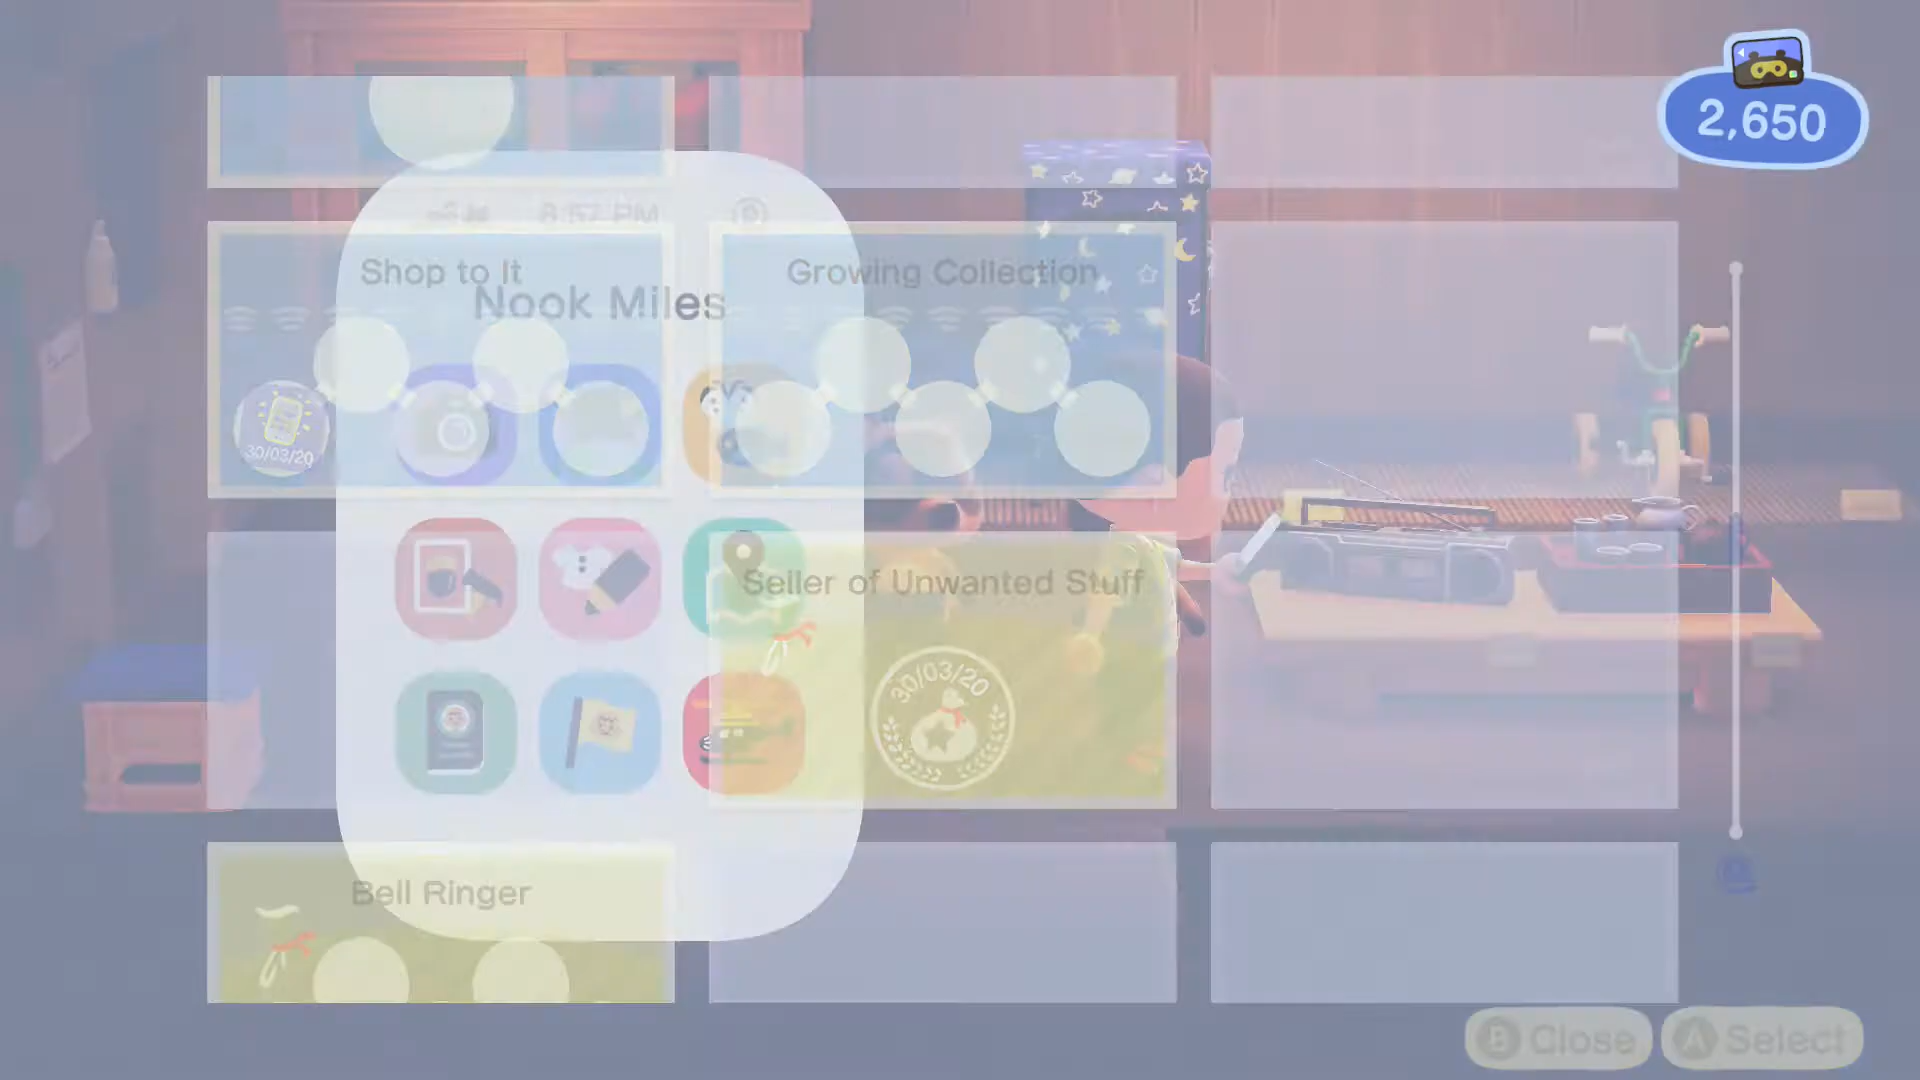 2,650
8:57 PM
Shop to It
Growing Collection
Nook Miles
30/03/20
Seller of Unwanted Stuff
30/03/20
Bell Ringer
B Close
A Select